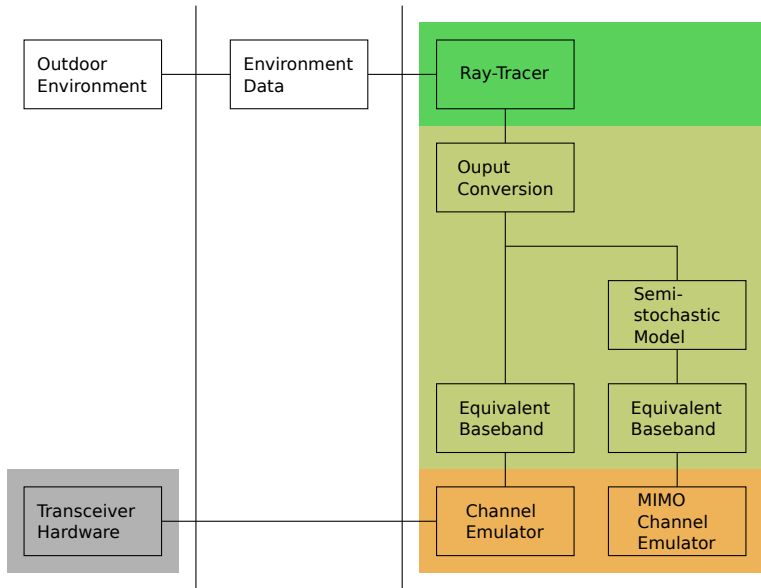 Outdoor
Environment
Environment
Data
Ray-Tracer
Ouput
Conversion
Semi-
stochastic
Model
Equivalent
Baseband
Equivalent
Baseband
Transceiver
Hardware
Channel
Emulator
MIMO
Channel
Emulator